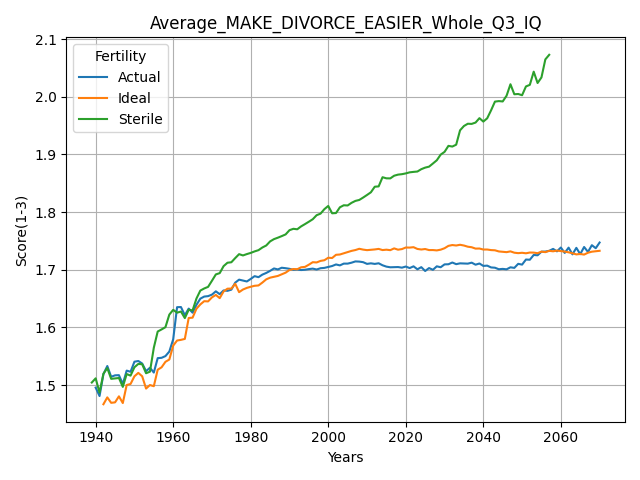 Average_MAKE_DIVORCE_EASIER_Whole_Q3_IQ
Fertility
Actual
Ideal
Sterile
Score(1-3)
2.1
2.0
1.9
1.8
1.7
1.6
1.5
1940 1960 1980 2000 2020 2040 2060
Years